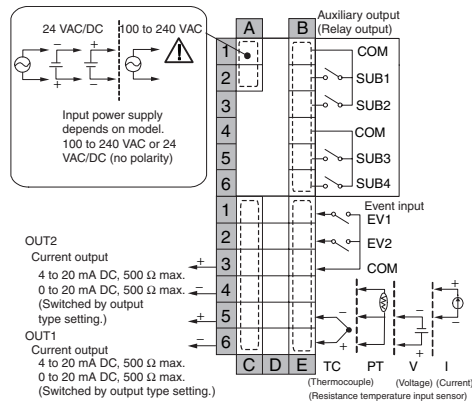 24 VAC/DC
100 to 240 VAC
− + + −
Input power supply
depends on model.
100 to 240 VAC or 24
VAC/DC (no polarity)
A B
1
2
3
4
5
6
1
2
3
4
5
6
C D E
Auxiliary output
(Relay output)
COM
SUB1
SUB2
COM
SUB3
SUB4
Event input
EV1
EV2
COM
OUT2
Current output
4 to 20 mA DC, 500 Ω max.
0 to 20 mA DC, 500 Ω max.
(Switched by output
type setting.)
+
−
OUT1
Current output
4 to 20 mA DC, 500 Ω max.
0 to 20 mA DC, 500 Ω max.
(Switched by output type setting.)
+
−
− + − + − +
TC PT V I
(Thermocouple)
(Voltage) (Current)
(Resistance temperature input sensor)